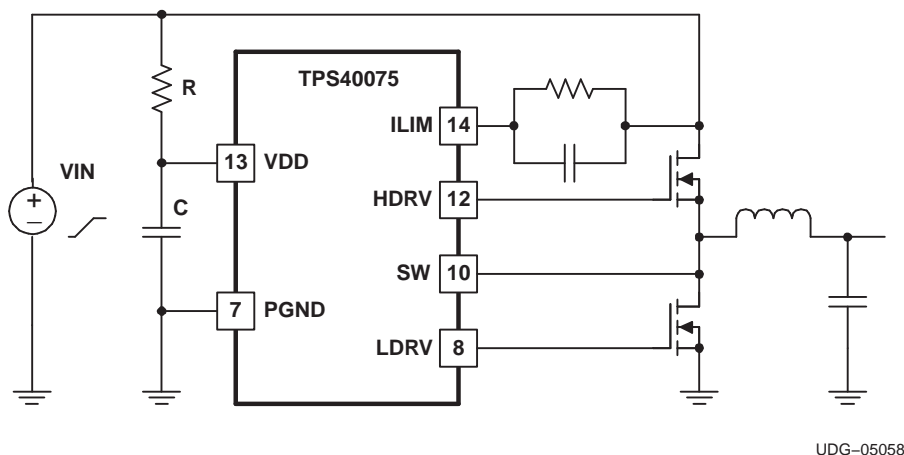 TPS40075
R
ILIM 14
13 VDD
VIN
+
−
HDRV 12
C
SW 10
7 PGND
LDRV 8
UDG−05058